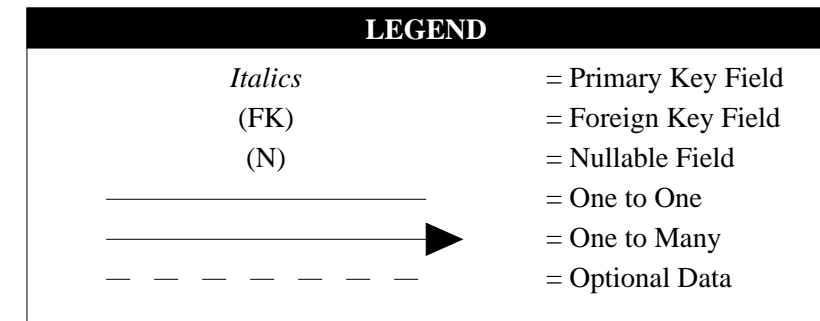 LEGEND
Italics = Primary Key Field
(FK) = Foreign Key Field
(N) = Nullable Field
= One to One
= One to Many
= Optional Data